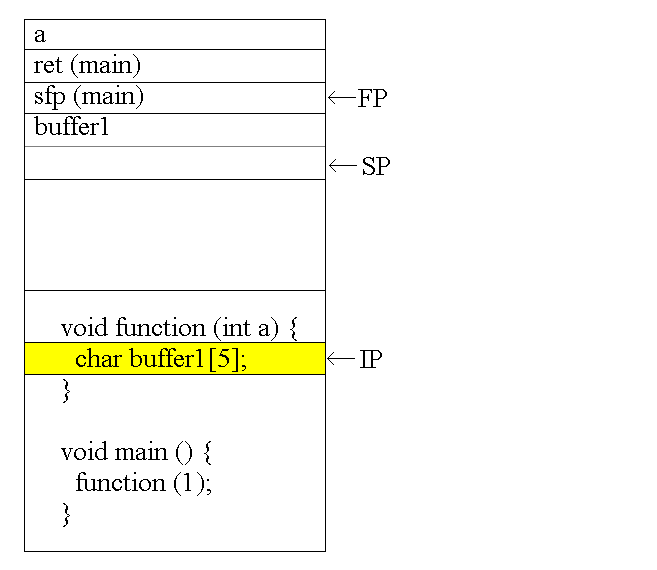 a
ret (main)
sfp (main)
FP
buffer1
SP
void function (int a) {
char buffer1[5];
IP
}
void main () {
function (1);
}